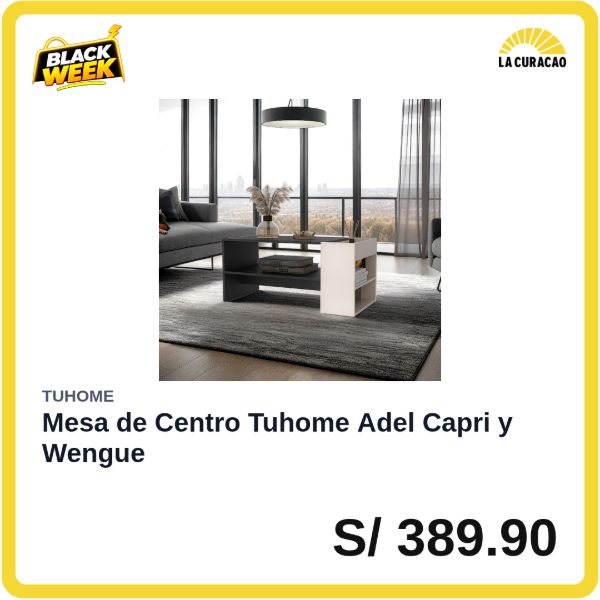 BLACK
WEEK
LA CURACAO
TUHOME
Mesa de Centro Tuhome Adel Capri y
Wengue
S/ 389.90